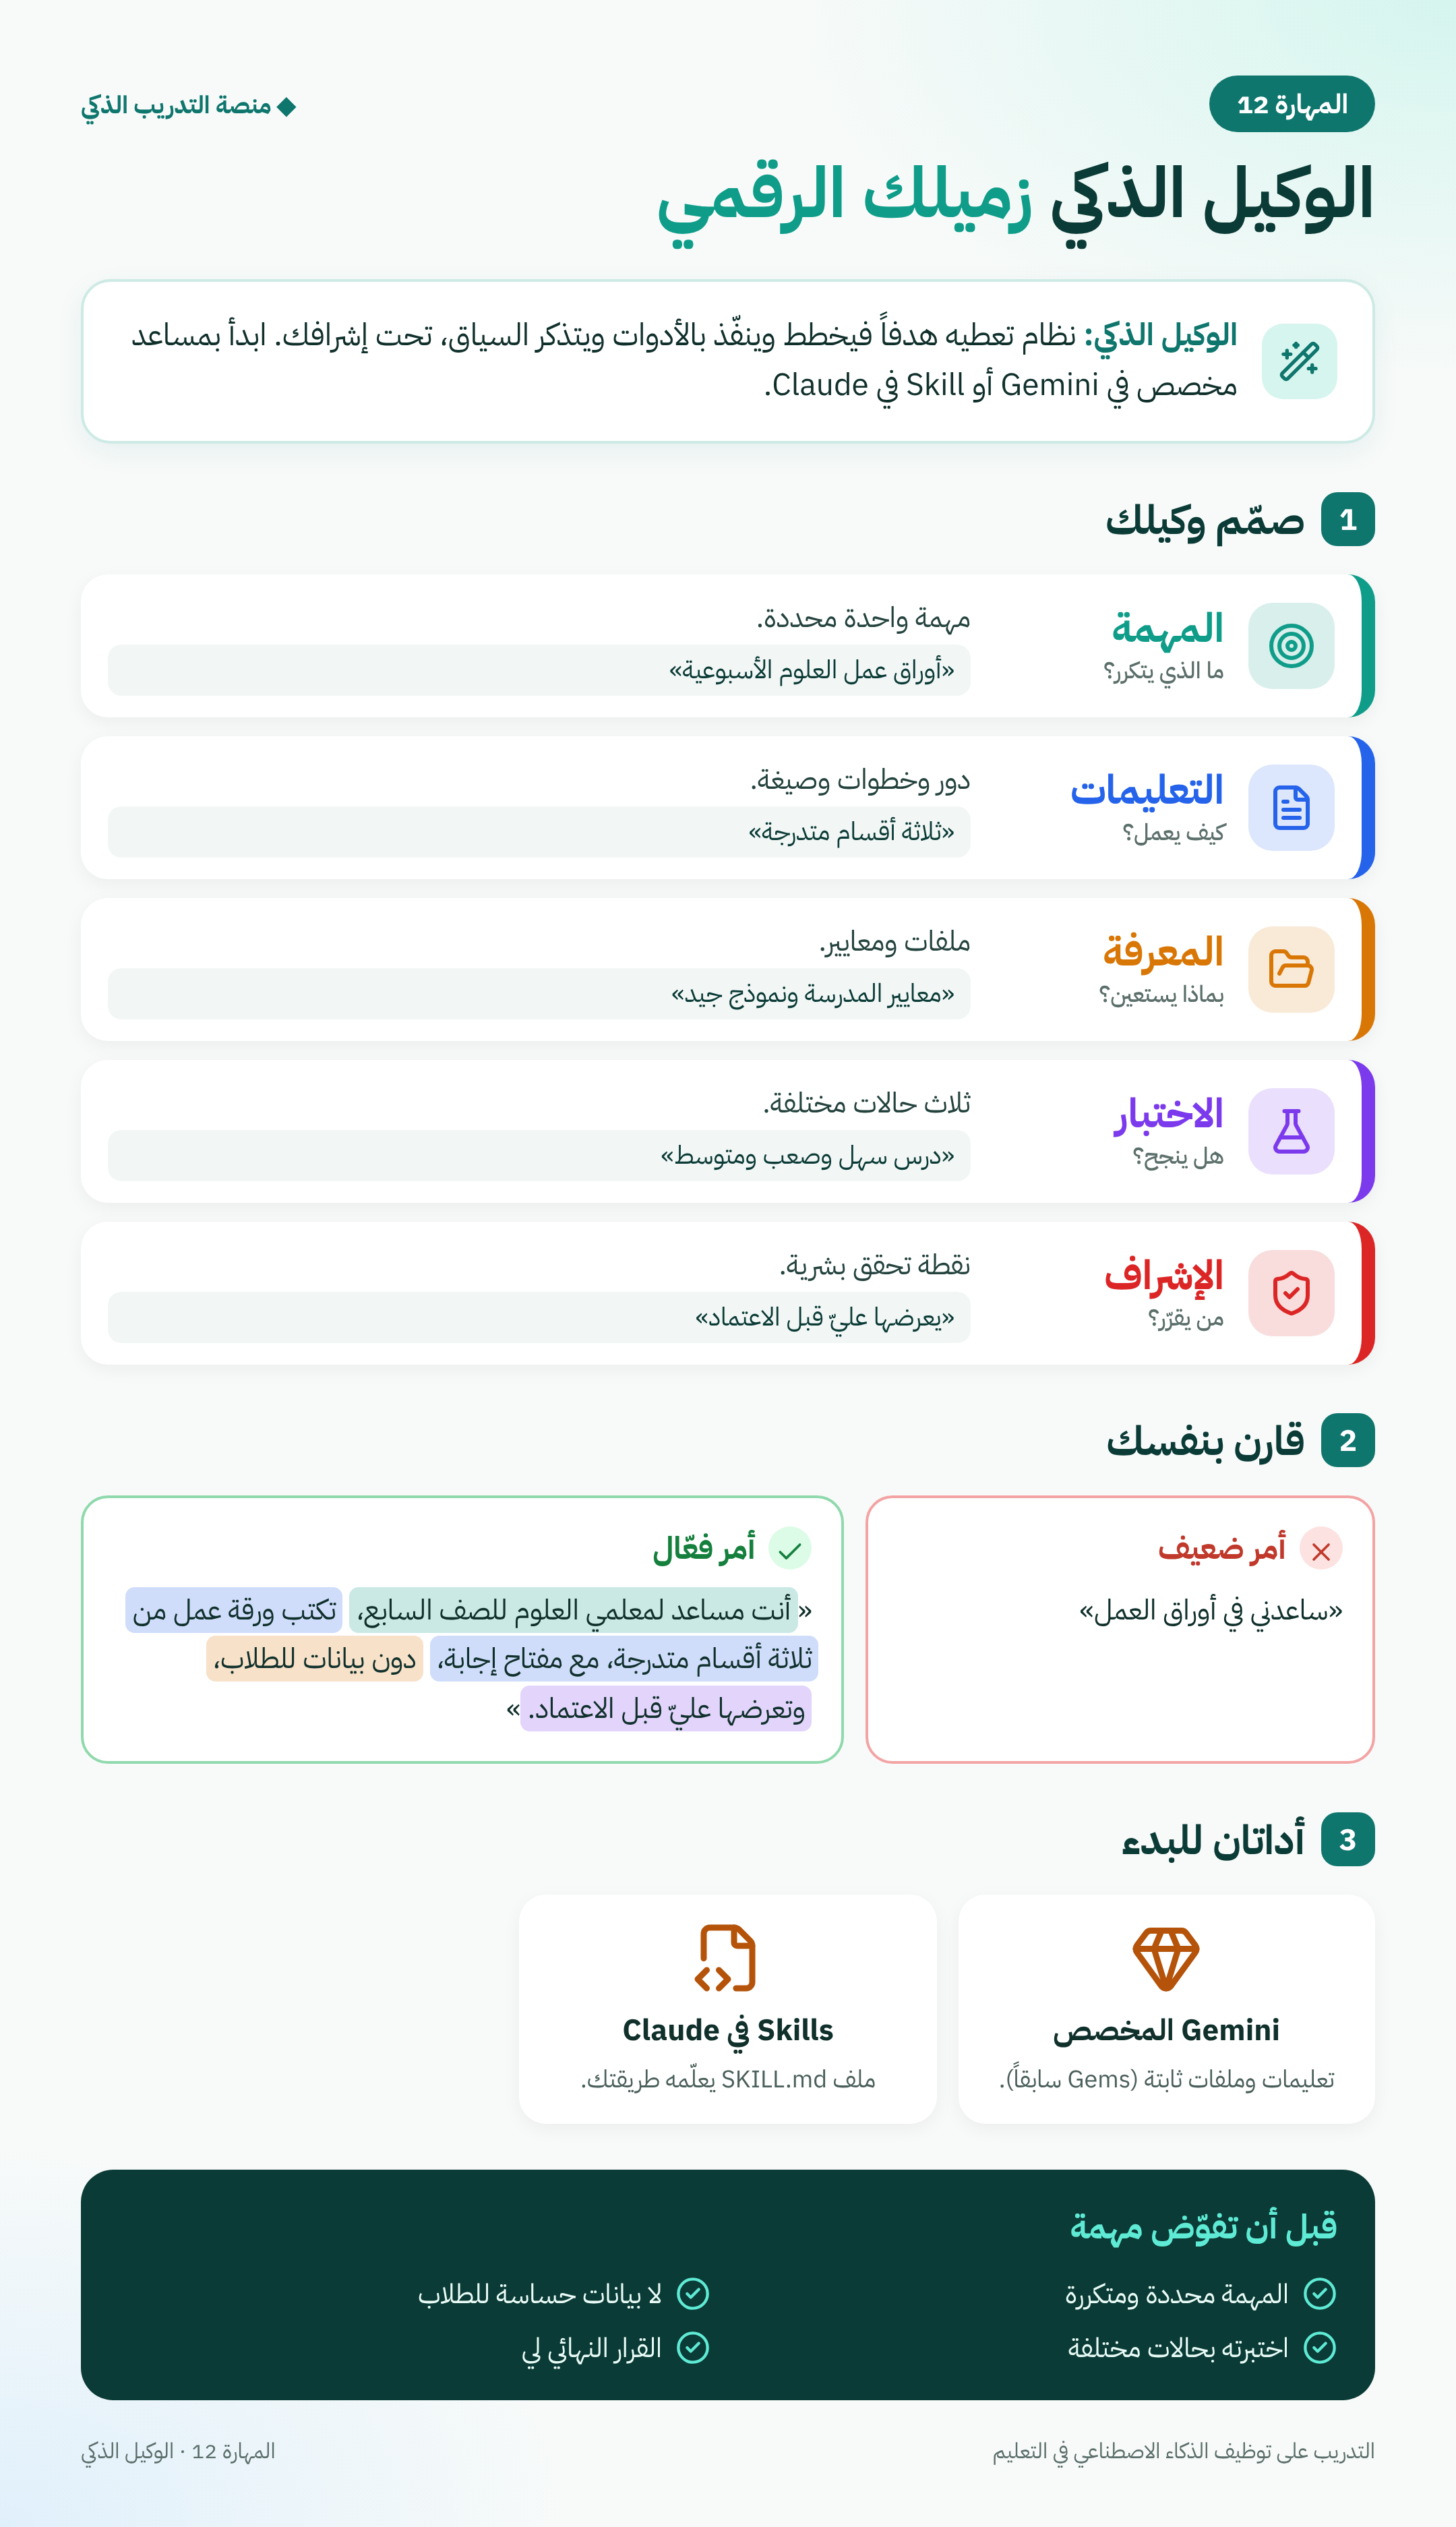 المهارة 12
◆ منصة التدريب الذكي
الوكيل الذكي زميلك الرقمي
الوكيل الذكي: نظام تعطيه هدفاً فيخطط وينفّذ بالأدوات ويتذكر السياق، تحت إشرافك. ابدأ بمساعد
مخصص في Gemini أو Skill في Claude.
1 صمّم وكيلك
المهمة
ما الذي يتكرر؟
مهمة واحدة محددة.
«أوراق عمل العلوم الأسبوعية»
التعليمات
كيف يعمل؟
دور وخطوات وصيغة.
«ثلاثة أقسام متدرجة»
المعرفة
بماذا يستعين؟
ملفات ومعايير.
«معايير المدرسة ونموذج جيد»
الاختبار
هل ينجح؟
ثلاث حالات مختلفة.
«درس سهل وصعب ومتوسط»
الإشراف
من يقرّر؟
نقطة تحقق بشرية.
«يعرضها عليّ قبل الاعتماد»
2 قارن بنفسك
أمر ضعيف
«ساعدني في أوراق العمل»
أمر فعّال
«أنت مساعد لمعلمي العلوم للصف السابع، تكتب ورقة عمل من
ثلاثة أقسام متدرجة، مع مفتاح إجابة، دون بيانات للطلاب،
وتعرضها عليّ قبل الاعتماد.»
3 أداتان للبدء
Gemini المخصص
تعليمات وملفات ثابتة (Gems سابقاً).
Skills في Claude
ملف SKILL.md يعلّمه طريقتك.
قبل أن تفوّض مهمة
المهمة محددة ومتكررة
لا بيانات حساسة للطلاب
اختبرته بحالات مختلفة
القرار النهائي لي
التدريب على توظيف الذكاء الاصطناعي في التعليم
المهارة 12 · الوكيل الذكي